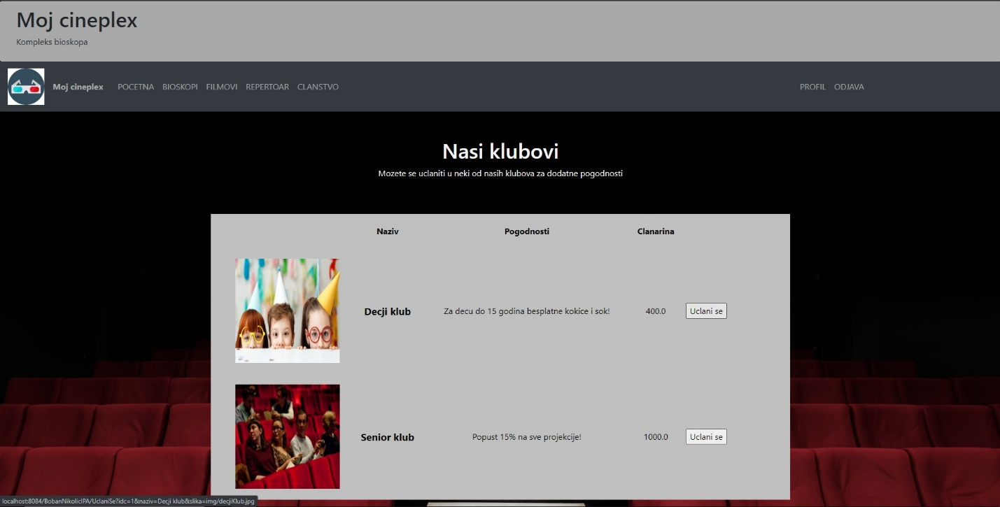 Moj cineplex
Kompleks bioskopa
Moj cineplex POCETNA BIOSKOPI FILMOVI REPERTOAR CLANSTVO PROFIL ODJAVA
Nasi klubovi
Mozete se uclaniti u neki od nasih klubova za dodatne pogodnosti
Naziv Pogodnosti Clanarina
Decji klub Za decu do 15 godina besplatne kokice i sok! 400.0 Uclani se
Senior klub Popust 15% na sve projekcije! 1000.0 Uclani se
localhost:8084/BobanNikolicIPA/UclaniSe?idc=1&naziv=Decji klub&slika=img/decjiKlub.jpg